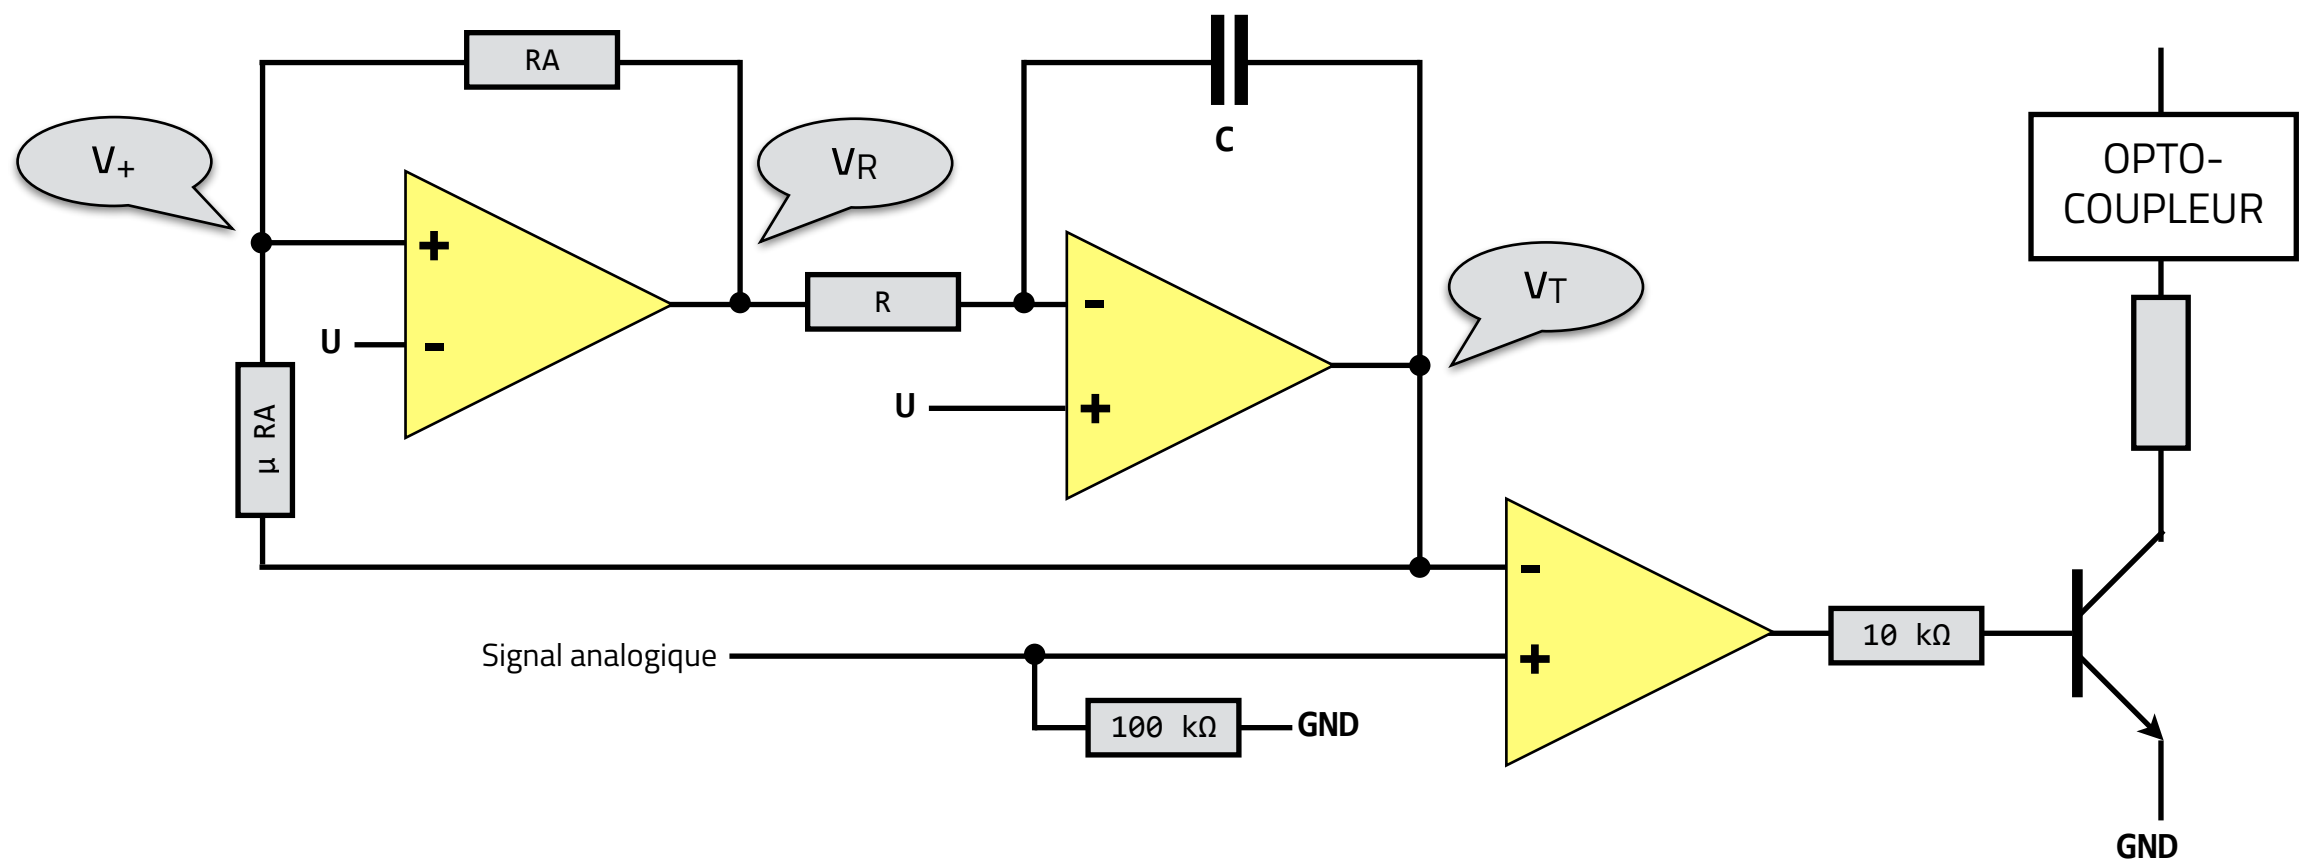 RA
V+
VR
C
OPTO-
COUPLEUR
+
U
-
R
-
VT
U
+
µ RA
-
Signal analogique
+
10 kΩ
100 kΩ
GND
GND